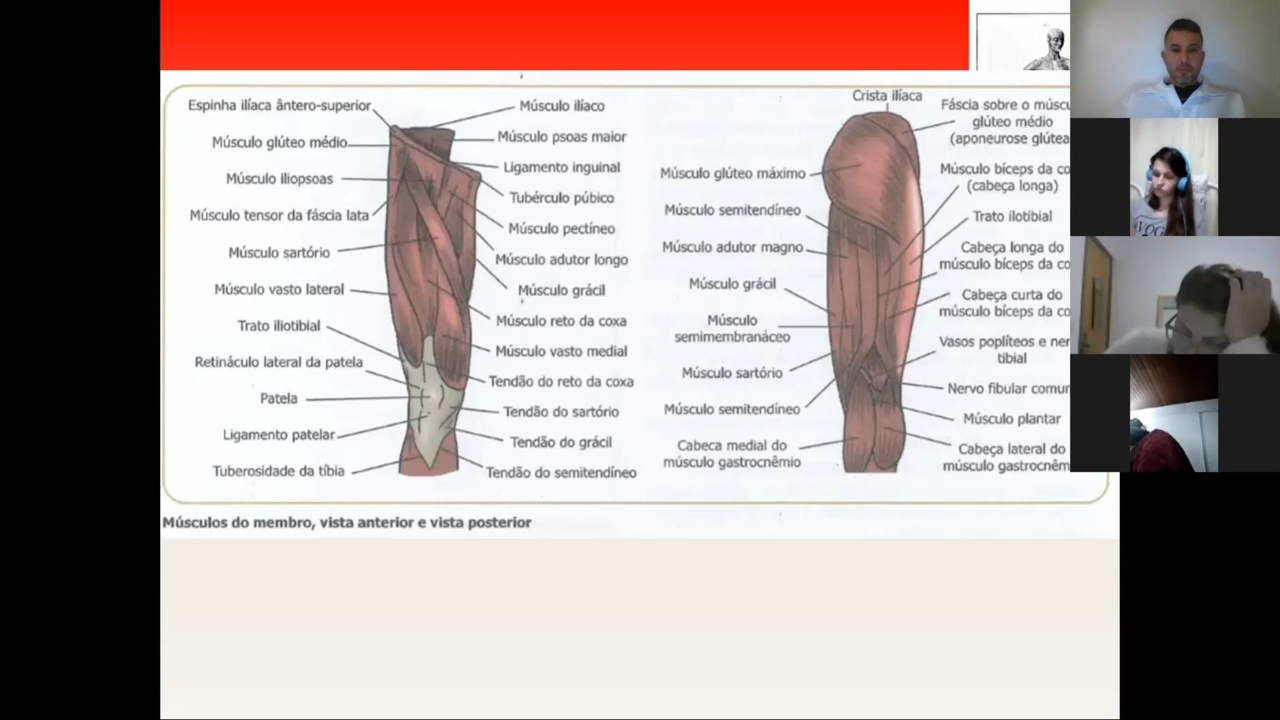 Espinha ilíaca ântero-superior
Músculo glúteo médio
Músculo iliopsoas
Músculo tensor da fáscia lata
Músculo sartório
Músculo vasto lateral
Trato iliotibial
Retináculo lateral da patela
Patela
Ligamento patelar
Tuberosidade da tíbia
Músculo ilíaco
Músculo psoas maior
Ligamento inguinal
Tubérculo púbico
Músculo pectíneo
Músculo adutor longo
Músculo grácil
Músculo reto da coxa
Músculo vasto medial
Tendão do reto da coxa
Tendão do sartório
Tendão do grácil
Tendão do semitendíneo
Crista ilíaca
Músculo glúteo máximo
Músculo semitendíneo
Músculo adutor magno
Músculo grácil
Músculo
semimembranáceo
Músculo sartório
Músculo semitendíneo
Cabeca medial do
músculo gastrocnêmio
Fáscia sobre o múscu
glúteo médio
(aponeurose glútea
Músculo bíceps da co
(cabeça longa)
Trato ilotibial
Cabeça longa do
músculo bíceps da co
Cabeça curta do
músculo bíceps da co
Vasos poplíteos e ner
tibial
Nervo fibular comur
Músculo plantar
Cabeça lateral do
músculo gastrocnêm
Músculos do membro, vista anterior e vista posterior